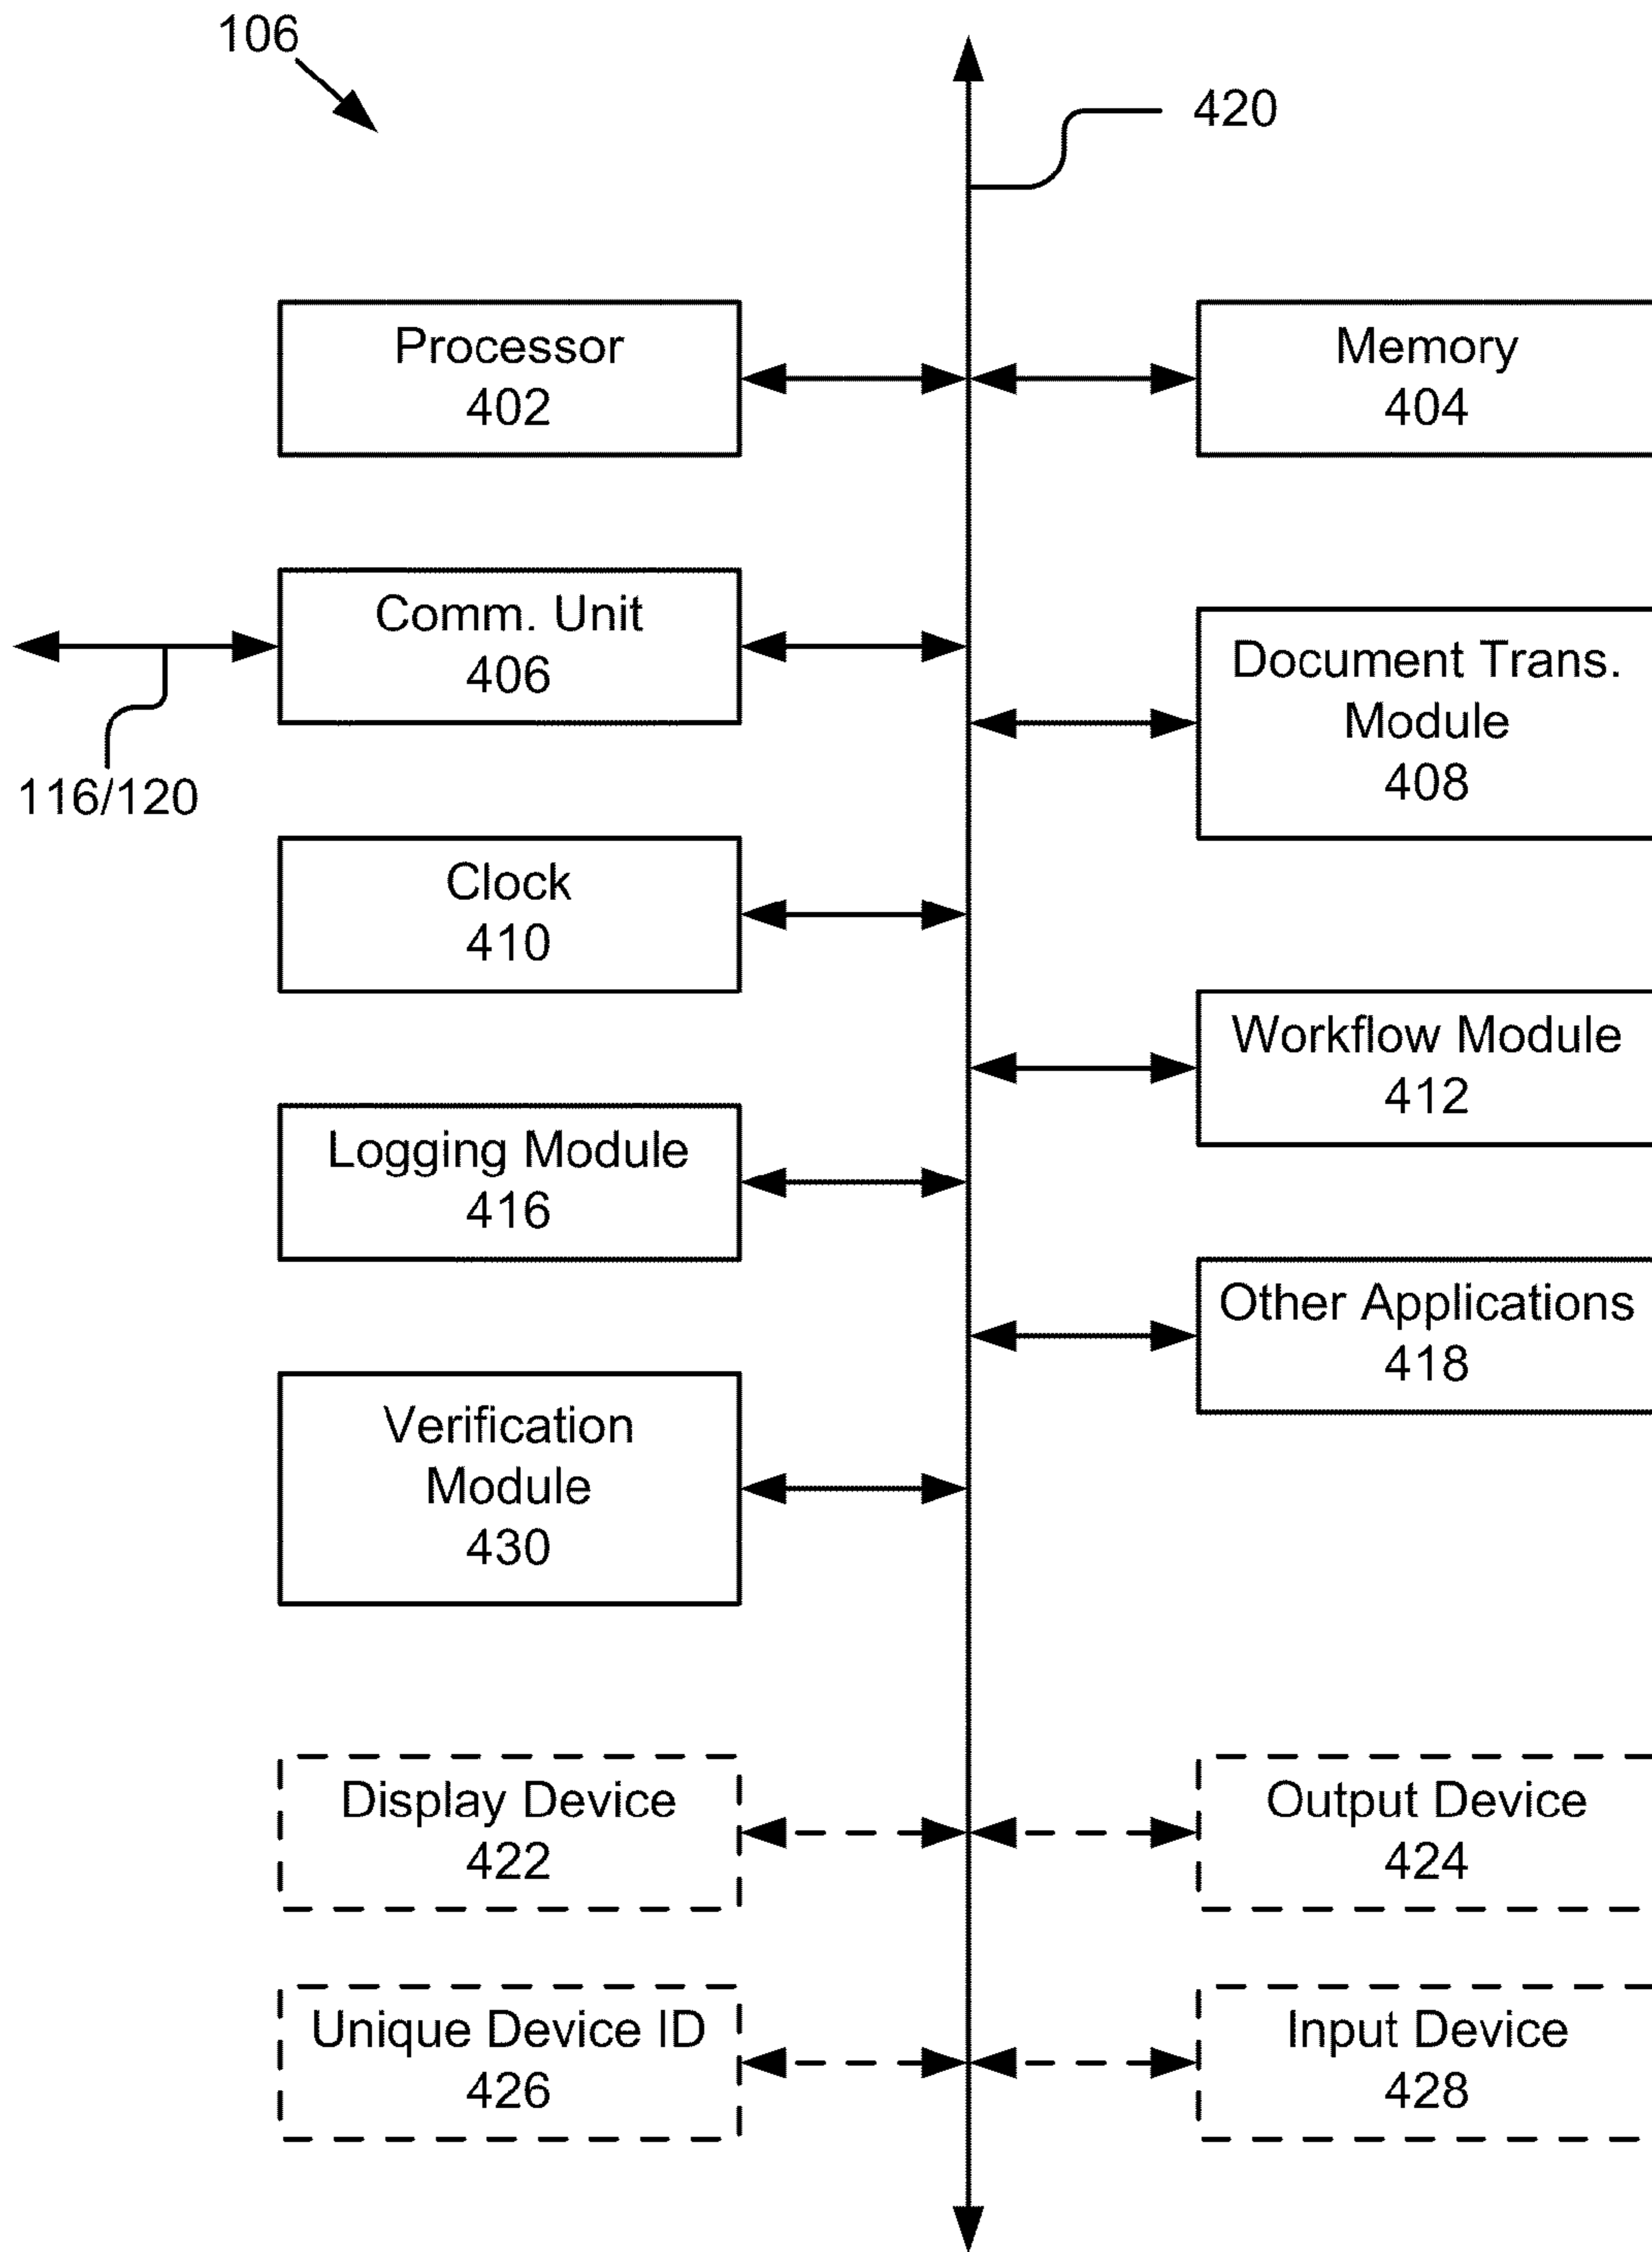 106
420
Processor
402
Memory
404
Comm. Unit
406
Document Trans.
Module
408
116/120
Clock
410
Workflow Module
412
Logging Module
416
Other Applications
418
Verification
Module
430
Display Device
422
Output Device
424
Unique Device ID
426
Input Device
428